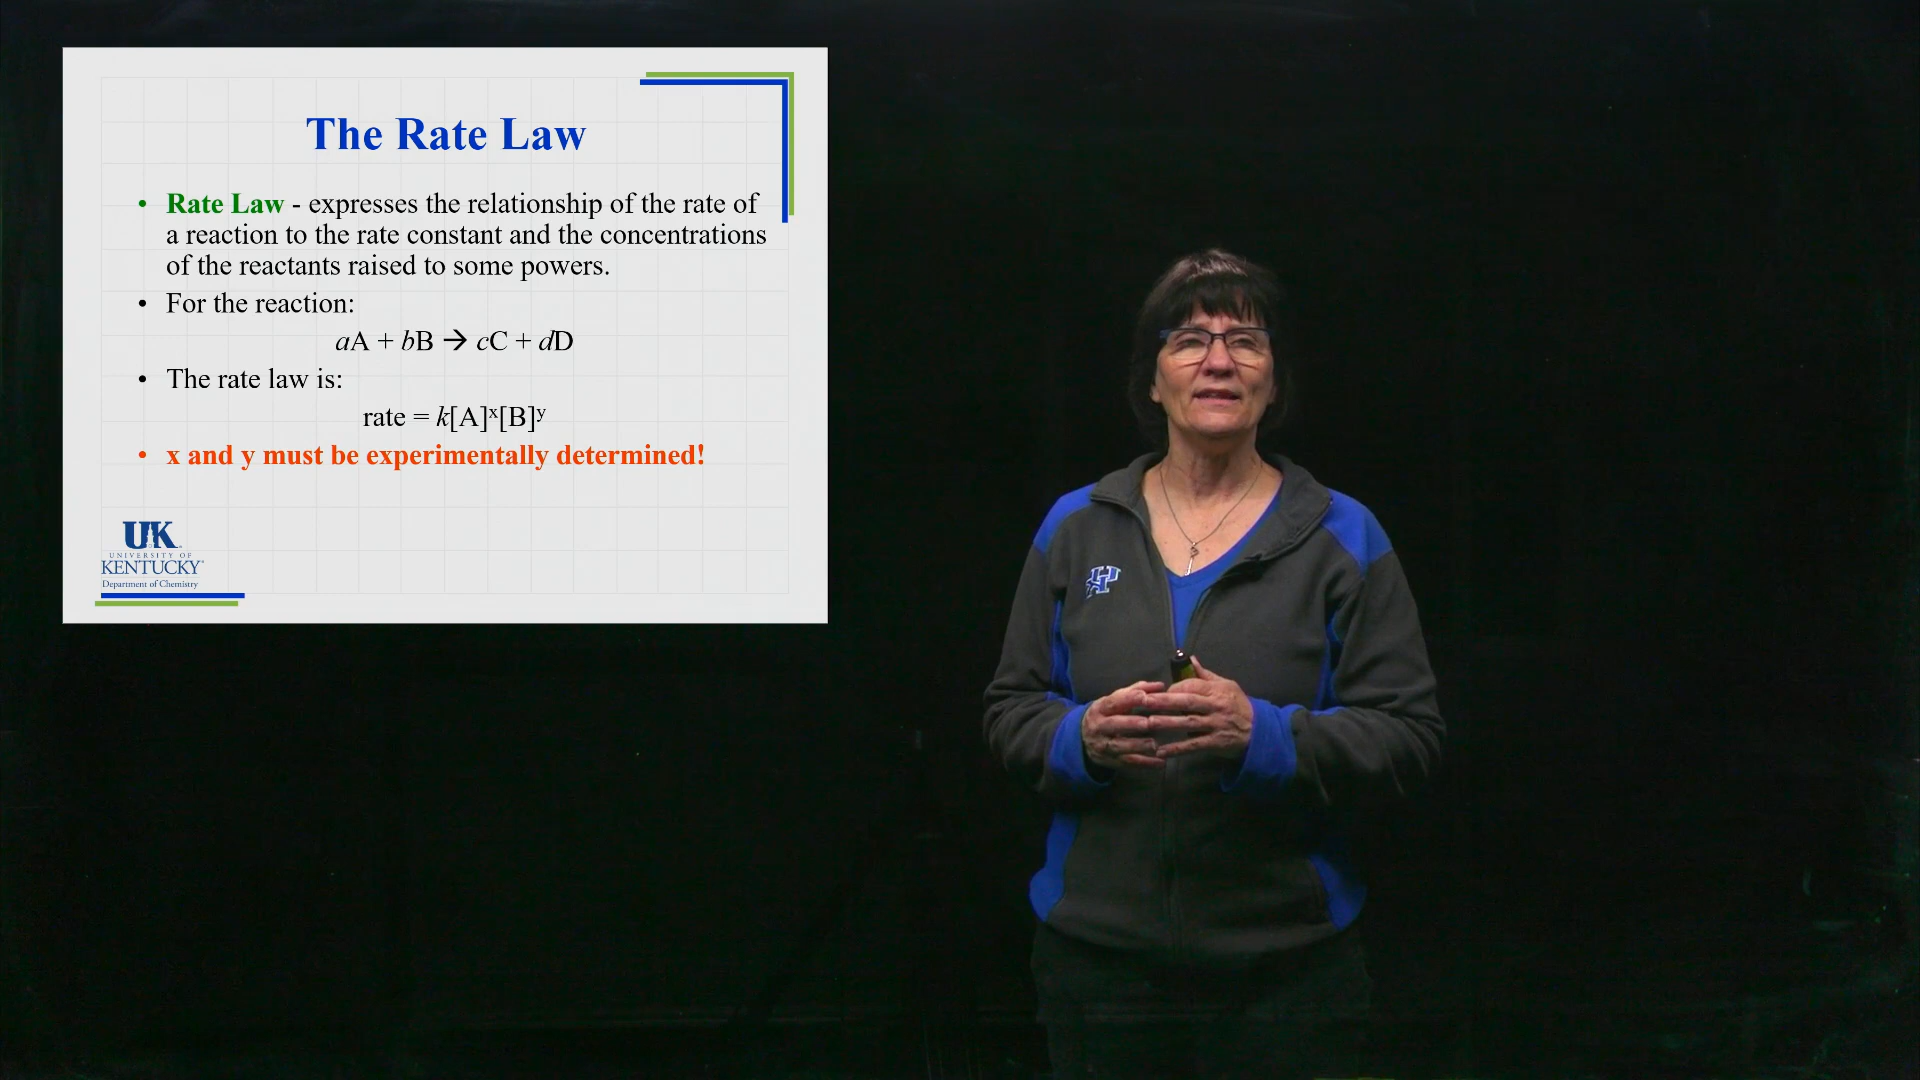 The Rate Law
• Rate Law - expresses the relationship of the rate of
a reaction to the rate constant and the concentrations
of the reactants raised to some powers.
• For the reaction:
aA + bB → cC + dD
• The rate law is:
rate = k[A]ˣ[B]ʸ
• x and y must be experimentally determined!
UK
UNIVERSITY OF
KENTUCKY
Department of Chemistry